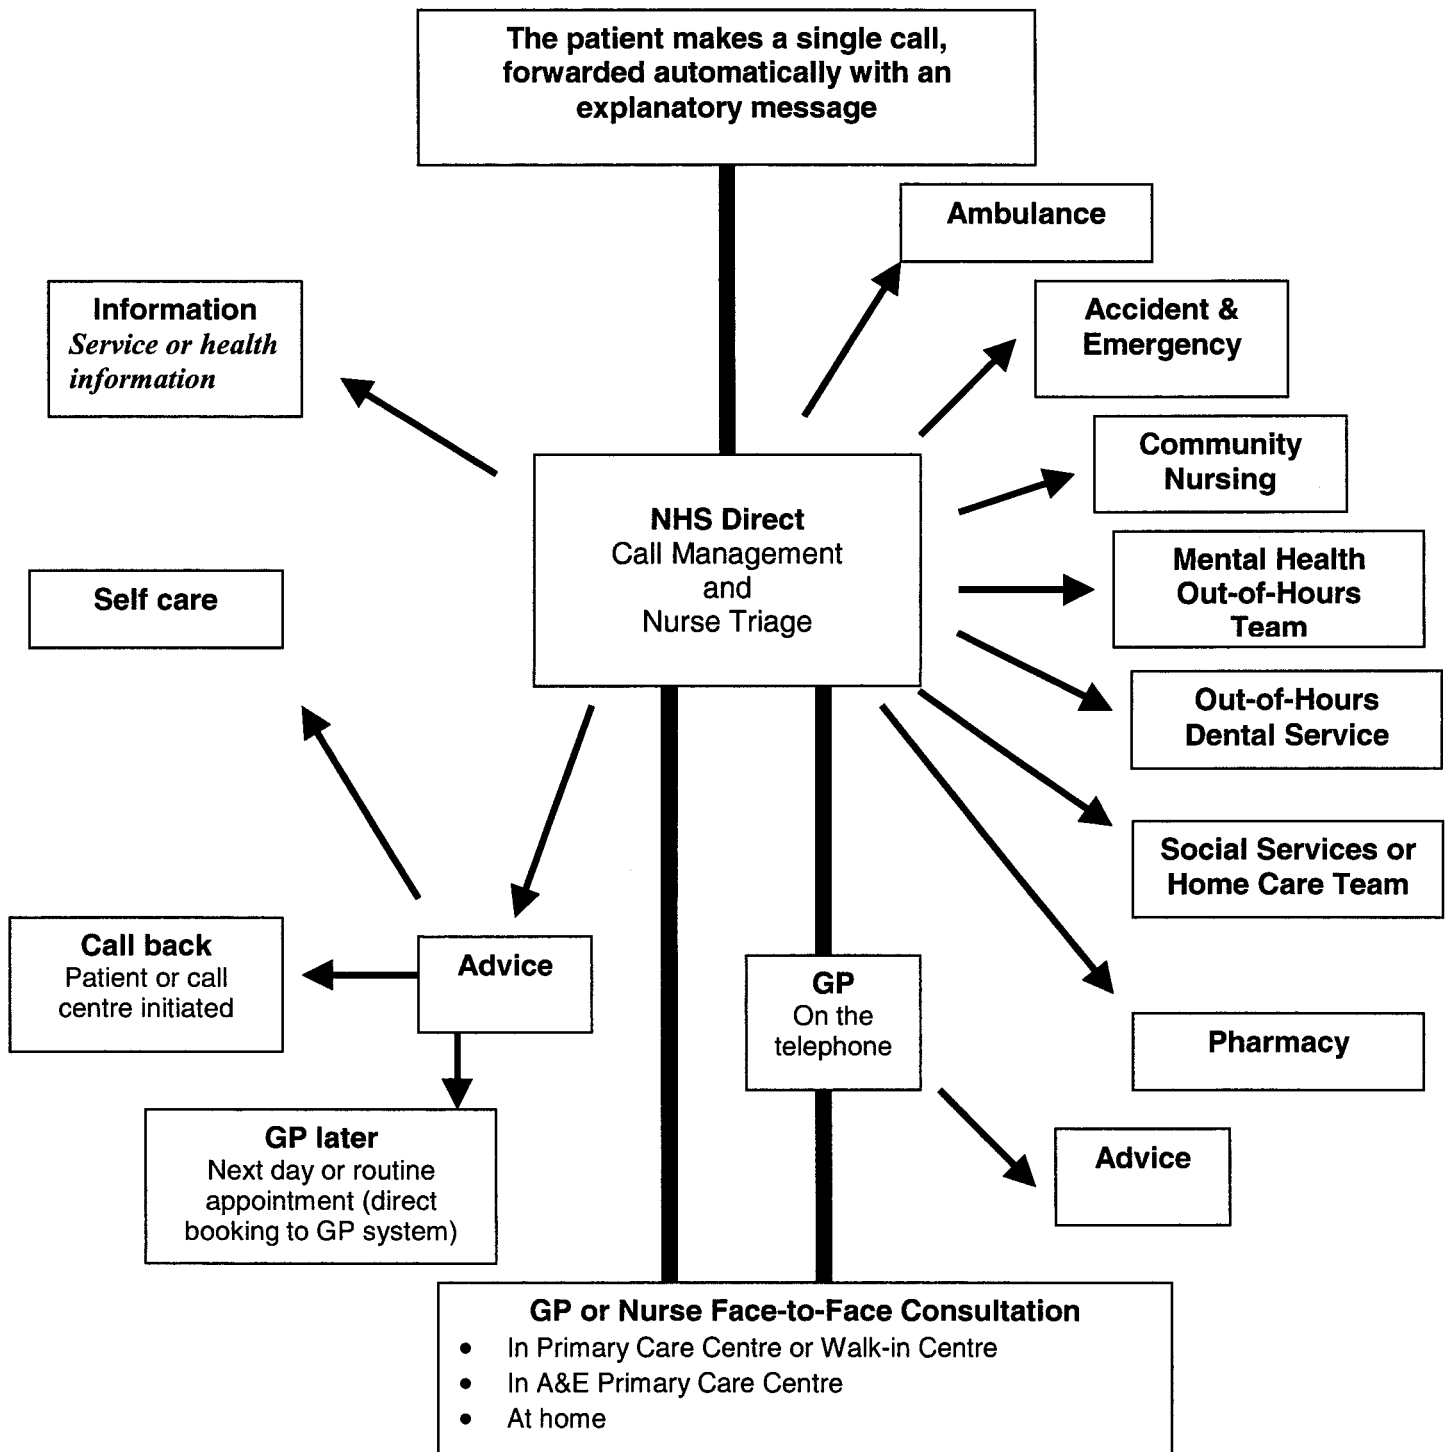 The patient makes a single call,
forwarded automatically with an
explanatory message
Ambulance
Information
Service or health
information
Accident &
Emergency
Community
Nursing
NHS Direct
Call Management
and
Nurse Triage
Mental Health
Out-of-Hours
Team
Self care
Out-of-Hours
Dental Service
Social Services or
Home Care Team
Call back
Patient or call
centre initiated
Advice
GP
On the
telephone
Pharmacy
GP later
Next day or routine
appointment (direct
booking to GP system)
Advice
GP or Nurse Face-to-Face Consultation
• In Primary Care Centre or Walk-in Centre
• In A&E Primary Care Centre
• At home